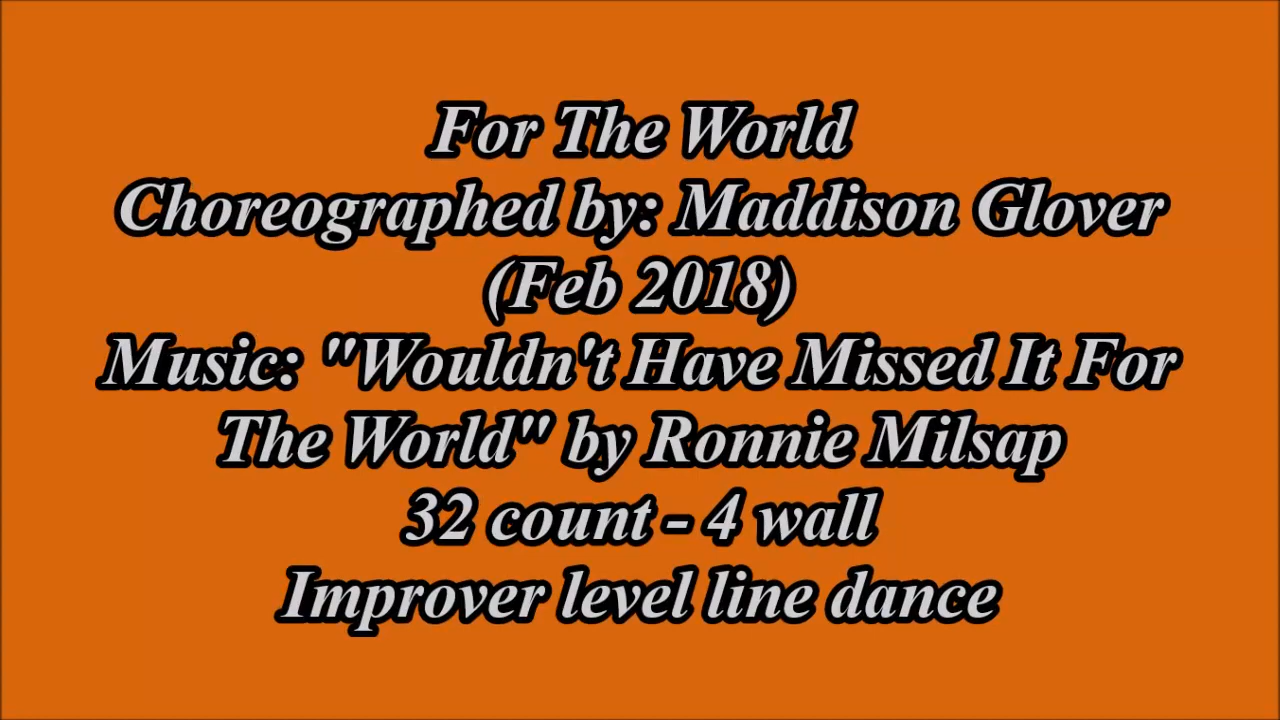 For The World
Choreographed by: Maddison Glover
(Feb 2018)
Music: "Wouldn't Have Missed It For
The World" by Ronnie Milsap
32 count - 4 wall
Improver level line dance